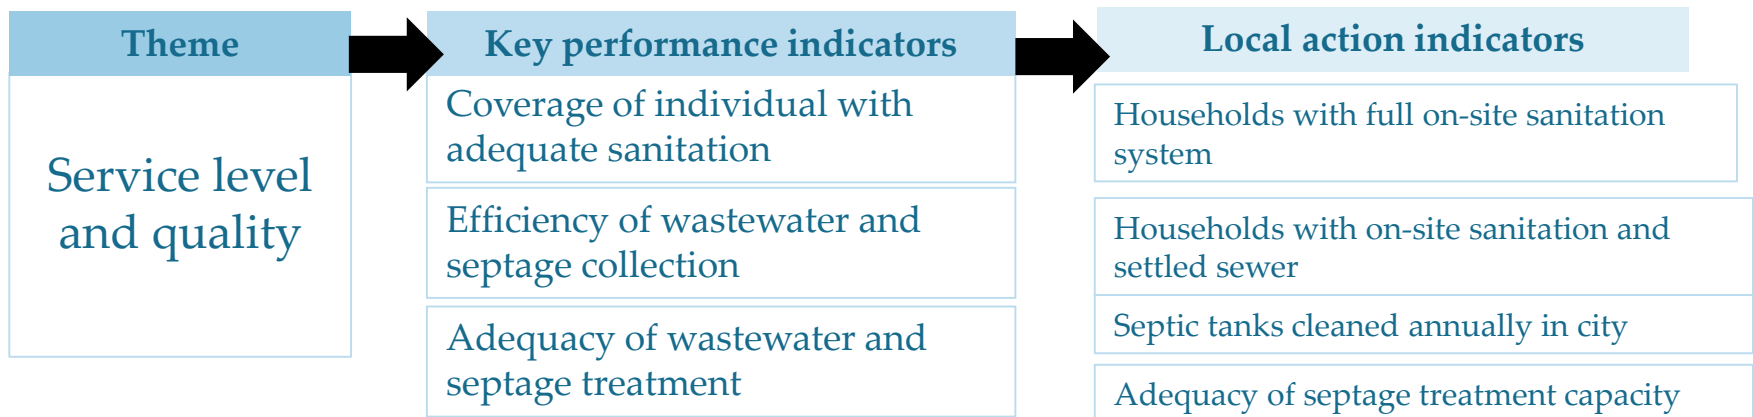 Theme
Service level
and quality
Key performance indicators
Coverage of individual with
adequate sanitation
Efficiency of wastewater and
septage collection
Adequacy of wastewater and
septage treatment
Local action indicators
Households with full on-site sanitation
system
Households with on-site sanitation and
settled sewer
Septic tanks cleaned annually in city
Adequacy of septage treatment capacity